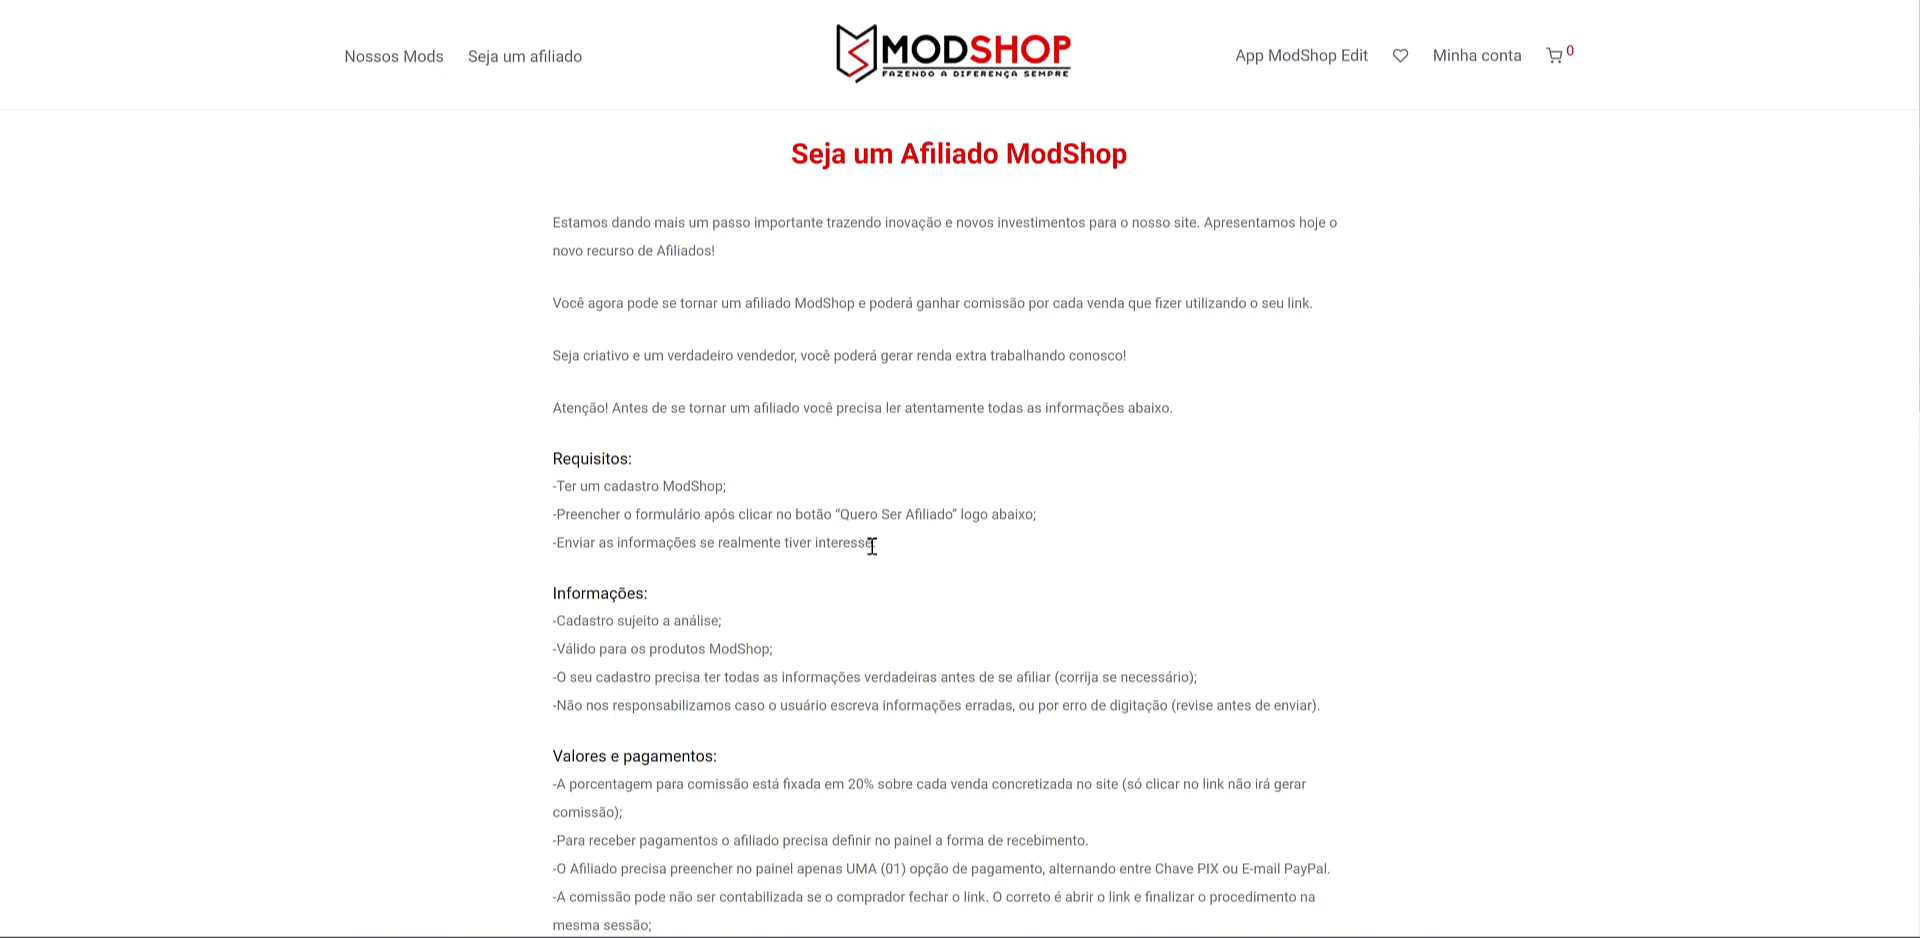 Nossos Mods
Seja um afiliado
MODSHOP
FAZENDO A DIFERENÇA SEMPRE
App ModShop Edit
Minha conta
0
Seja um Afiliado ModShop
Estamos dando mais um passo importante trazendo inovação e novos investimentos para o nosso site. Apresentamos hoje o
novo recurso de Afiliados!
Você agora pode se tornar um afiliado ModShop e poderá ganhar comissão por cada venda que fizer utilizando o seu link.
Seja criativo e um verdadeiro vendedor, você poderá gerar renda extra trabalhando conosco!
Atenção! Antes de se tornar um afiliado você precisa ler atentamente todas as informações abaixo.
Requisitos:
-Ter um cadastro ModShop;
-Preencher o formulário após clicar no botão “Quero Ser Afiliado” logo abaixo;
-Enviar as informações se realmente tiver interesse.
Informações:
-Cadastro sujeito a análise;
-Válido para os produtos ModShop;
-O seu cadastro precisa ter todas as informações verdadeiras antes de se afiliar (corrija se necessário);
-Não nos responsabilizamos caso o usuário escreva informações erradas, ou por erro de digitação (revise antes de enviar).
Valores e pagamentos:
-A porcentagem para comissão está fixada em 20% sobre cada venda concretizada no site (só clicar no link não irá gerar
comissão);
-Para receber pagamentos o afiliado precisa definir no painel a forma de recebimento.
-O Afiliado precisa preencher no painel apenas UMA (01) opção de pagamento, alternando entre Chave PIX ou E-mail PayPal.
-A comissão pode não ser contabilizada se o comprador fechar o link. O correto é abrir o link e finalizar o procedimento na
mesma sessão;